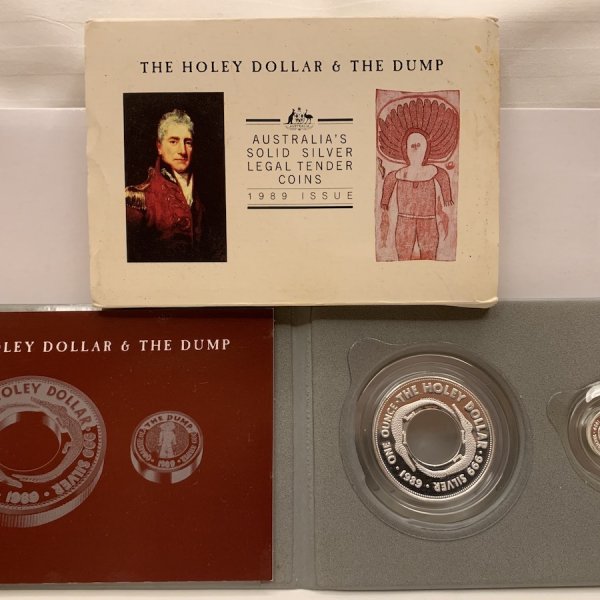 THE HOLEY DOLLAR & THE DUMP
AUSTRALIA'S
SOLID SILVER
LEGAL TENDER
COINS
1989 ISSUE
OLEY DOLLAR & THE DUMP
HOLEY DOLLAR · 999 SILVER · 1989
THE DUMP
1989
ONE OUNCE · THE HOLEY DOLLAR · 999 SILVER · 1989 ·